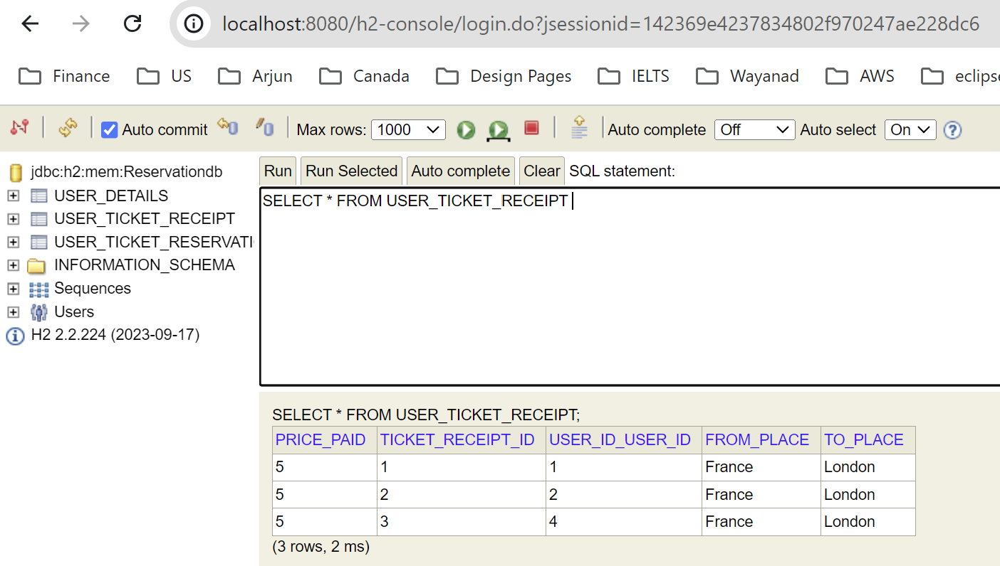 localhost:8080/h2-console/login.do?jsessionid=142369e4237834802f970247ae228dc6
Finance US Arjun Canada Design Pages IELTS Wayanad AWS eclipse
Auto commit Max rows: 1000 Auto complete Off Auto select On
jdbc:h2:mem:Reservationdb
USER_DETAILS
USER_TICKET_RECEIPT
USER_TICKET_RESERVATI
INFORMATION_SCHEMA
Sequences
Users
H2 2.2.224 (2023-09-17)
Run Run Selected Auto complete Clear SQL statement:
SELECT * FROM USER_TICKET_RECEIPT
SELECT * FROM USER_TICKET_RECEIPT;
PRICE_PAID TICKET_RECEIPT_ID USER_ID_USER_ID FROM_PLACE TO_PLACE
5 1 1 France London
5 2 2 France London
5 3 4 France London
(3 rows, 2 ms)